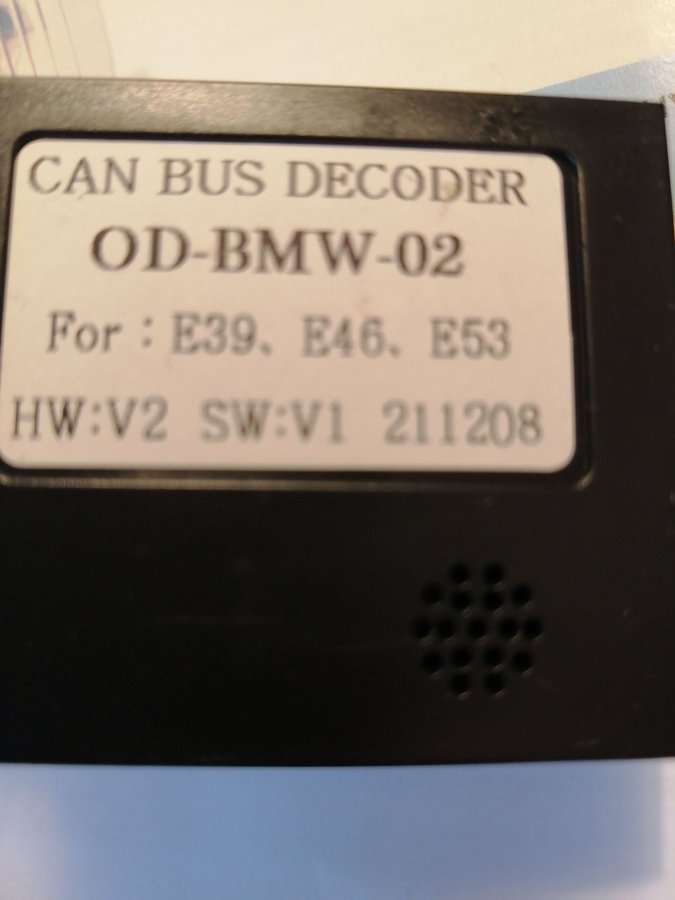 CAN BUS DECODER
OD-BMW-02
For：E39、E46、E53
HW:V2 SW:V1 211208